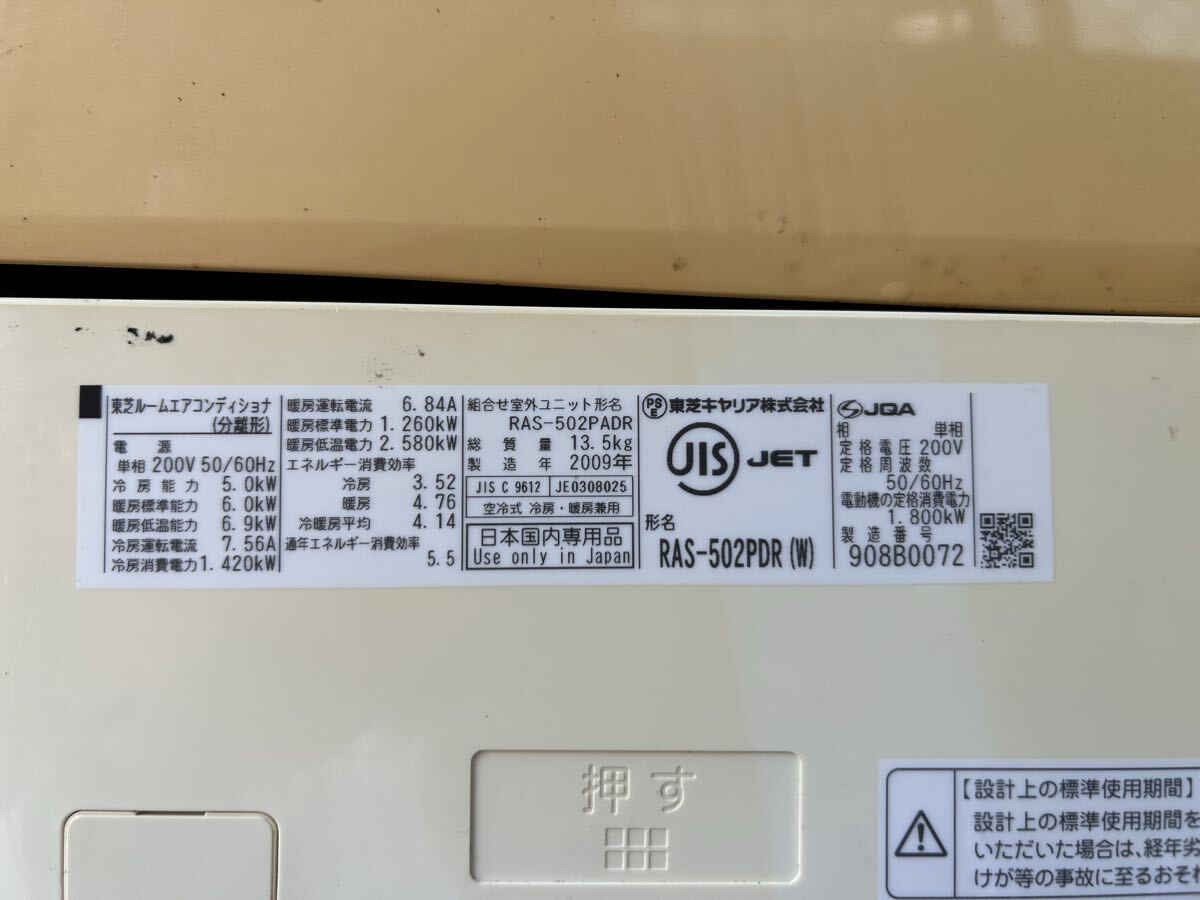 東芝ルームエアコンディショナ
(分離形)
電 源
単相 200V 50/60Hz
冷房能力 5.0kW
暖房標準能力 6.0kW
暖房低温能力 6.9kW
冷房運転電流 7.56A
冷房消費電力 1.420kW
暖房運転電流 6.84A
暖房標準電力 1.260kW
暖房低温電力 2.580kW
エネルギー消費効率
冷房 3.52
暖房 4.76
冷暖房平均 4.14
通年エネルギー消費効率
5.5
組合せ室外ユニット形名
RAS-502PADR
総質量 13.5kg
製造年 2009年
JIS C 9612 JE0308025
空冷式 冷房・暖房兼用
日本国内専用品
Use only in Japan
PSE 東芝キヤリア株式会社
JIS JET
形名
RAS-502PDR(W)
JQA
相 単相
定格電圧 200V
定格周波数
50/60Hz
電動機の定格消費電力
1.800kW
製造番号
908B0072
押す
【設計上の標準使用期間】
設計上の標準使用期間を
いただいた場合は、経年劣
けが等の事故に至るおそれ